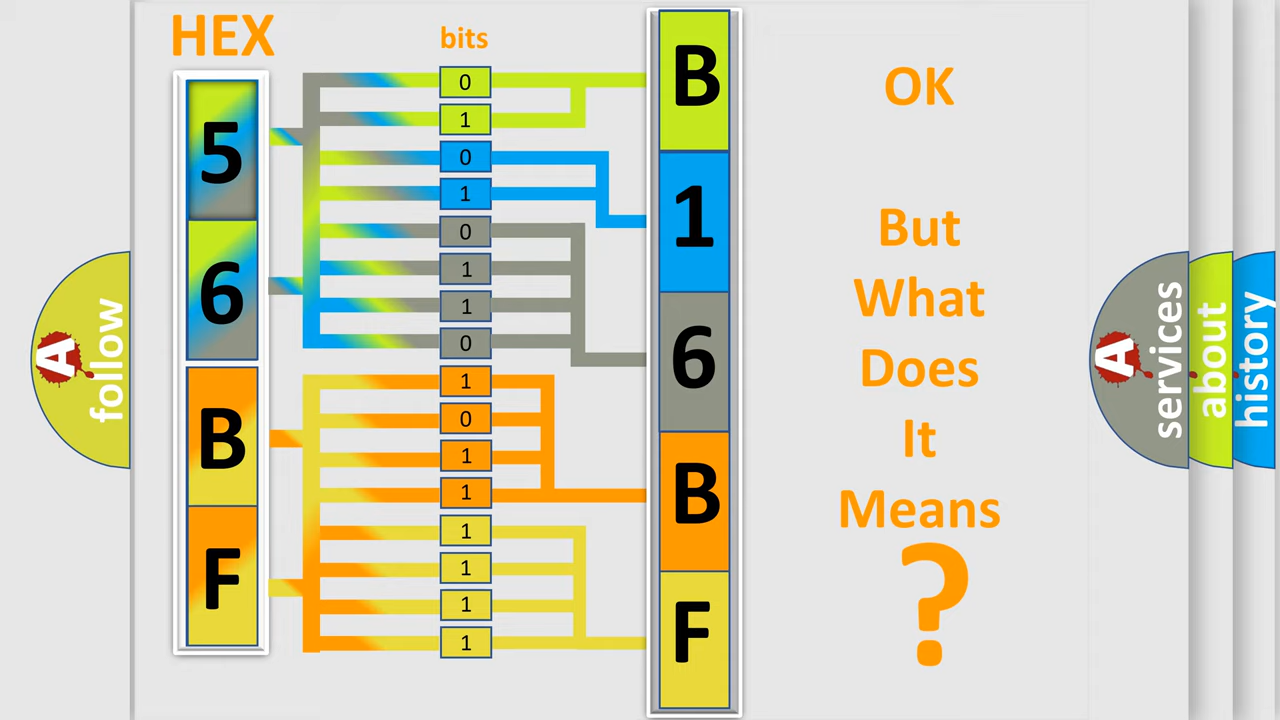 HEX
bits
5
6
B
F
0
1
0
1
0
1
1
0
1
0
1
1
1
1
1
1
B
1
6
B
F
OK
But
What
Does
It
Means
?
A
follow
A
services
about
history